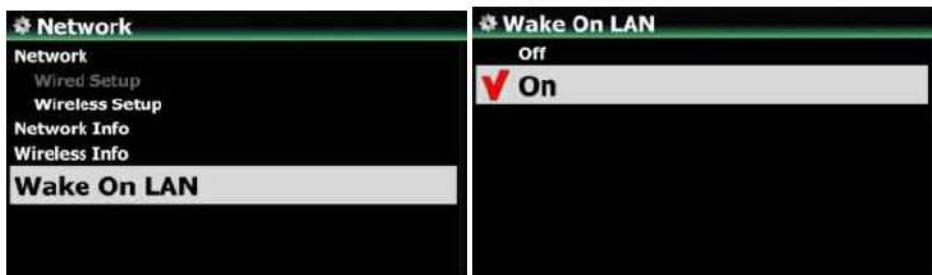 Network
Network
Wired Setup
Wireless Setup
Network Info
Wireless Info
Wake On LAN
Wake On LAN
Off
On